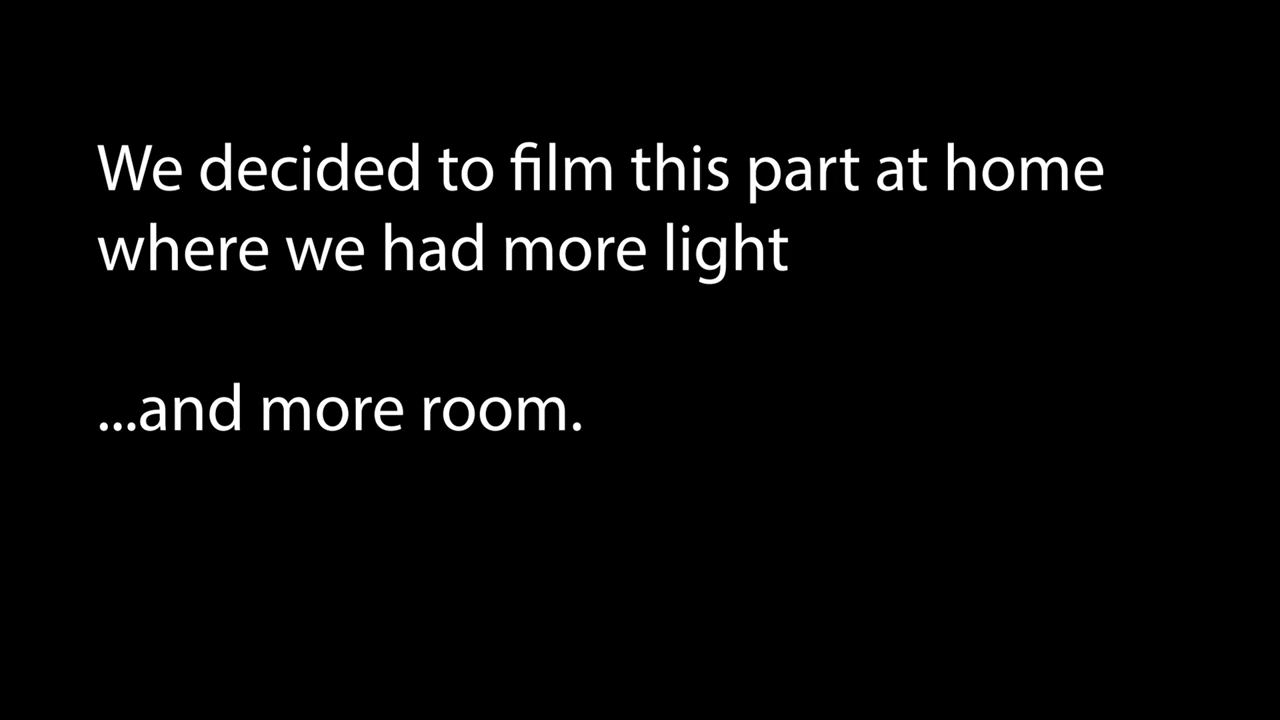 We decided to film this part at home
where we had more light
...and more room.